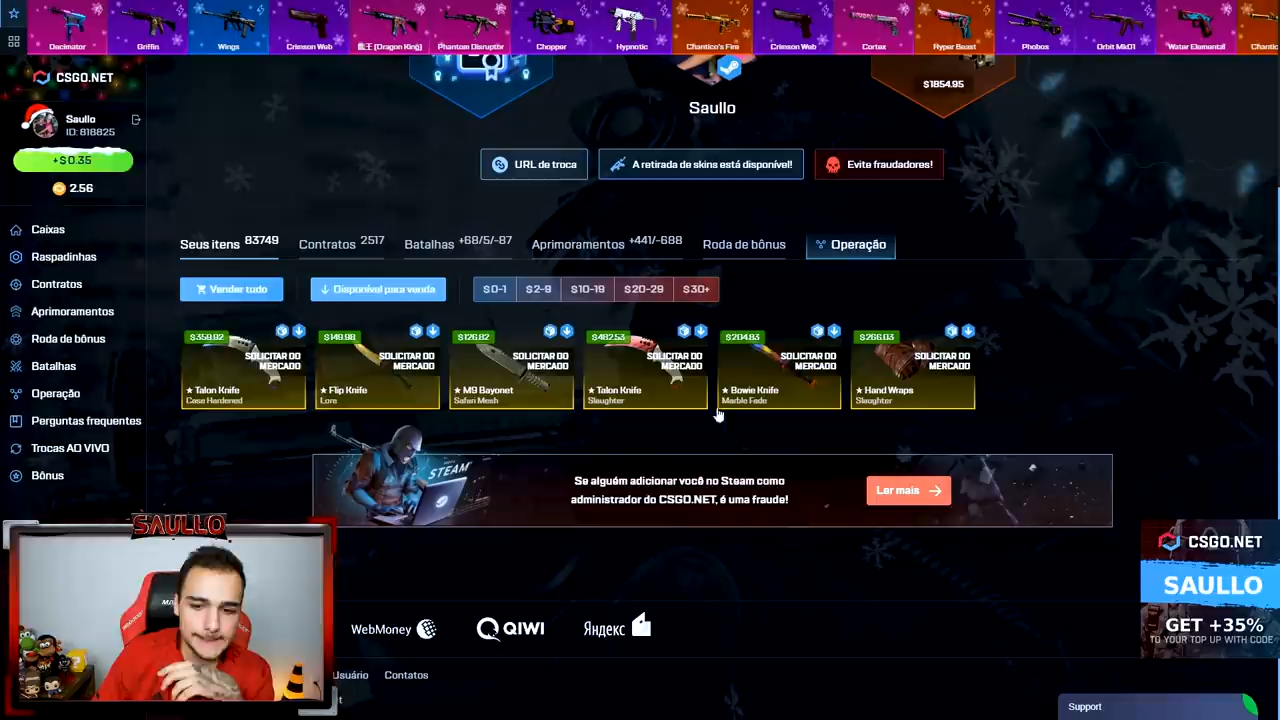 Decimator
Griffin
Wings
Crimson Web
龍王 (Dragon King)
Phantom Disruptor
Chopper
Hypnotic
Chantico's Fire
Crimson Web
Cortex
Hyper Beast
Phobos
Orbit Mk01
Water Elemental
Chantic
CSGO.NET
Saullo
ID: 818825
+$0.35
2.56
Caixas
Raspadinhas
Contratos
Aprimoramentos
Roda de bônus
Batalhas
Operação
Perguntas frequentes
Trocas AO VIVO
Bônus
$1854.95
Saullo
URL de troca
A retirada de skins está disponível!
Evite fraudadores!
Seus itens 83749
Contratos 2517
Batalhas +68/5/-87
Aprimoramentos +441/-688
Roda de bônus
Operação
Vender tudo
Disponível para venda
$0-1
$2-9
$10-19
$20-29
$30+
$359.82
SOLICITAR DO
MERCADO
★ Talon Knife
Case Hardened
$149.98
SOLICITAR DO
MERCADO
★ Flip Knife
Lore
$126.82
SOLICITAR DO
MERCADO
★ M9 Bayonet
Safari Mesh
$482.53
SOLICITAR DO
MERCADO
★ Talon Knife
Slaughter
$204.83
SOLICITAR DO
MERCADO
★ Bowie Knife
Marble Fade
$266.03
SOLICITAR DO
MERCADO
★ Hand Wraps
Slaughter
STEAM
Se alguém adicionar você no Steam como
administrador do CSGO.NET, é uma fraude!
Ler mais
SAULLO
CSGO.NET
SAULLO
GET +35%
TO YOUR TOP UP WITH CODE
WebMoney
QIWI
Яндекс
Usuário
Contatos
Support